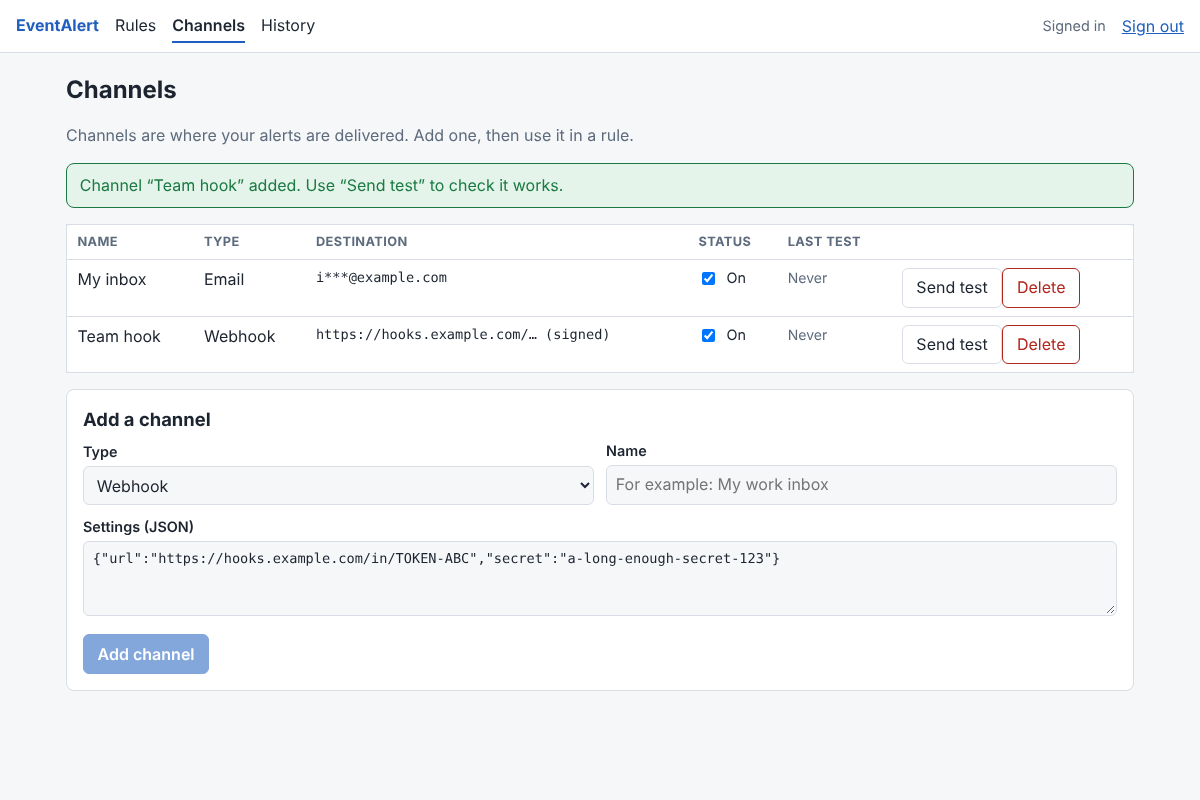 EventAlert Rules Channels History Signed in Sign out
Channels
Channels are where your alerts are delivered. Add one, then use it in a rule.
Channel “Team hook” added. Use “Send test” to check it works.
NAME TYPE DESTINATION STATUS LAST TEST
My inbox Email i***@example.com On Never Send test Delete
Team hook Webhook https://hooks.example.com/… (signed) On Never Send test Delete
Add a channel
Type Name
Webhook For example: My work inbox
Settings (JSON)
{"url":"https://hooks.example.com/in/TOKEN-ABC","secret":"a-long-enough-secret-123"}
Add channel